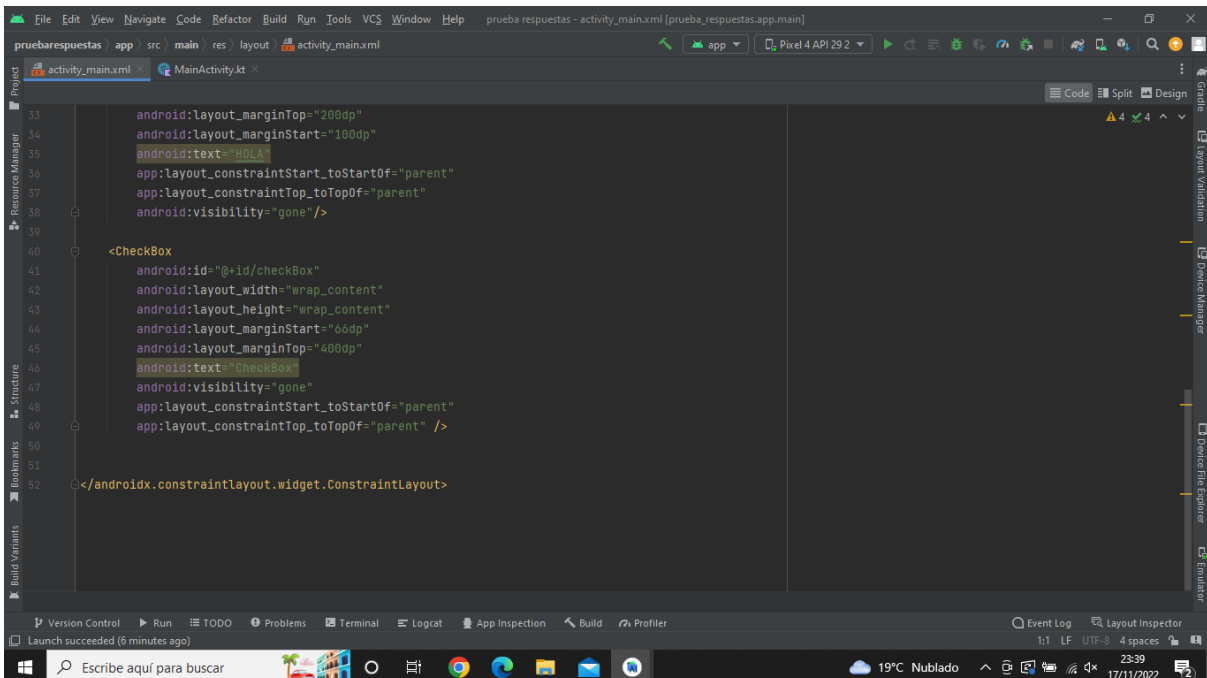 File Edit View Navigate Code Refactor Build Run Tools VCS Window Help prueba respuestas - activity_main.xml [prueba_respuestas.app.main]
pruebarespuestas app src main res layout activity_main.xml app Pixel 4 API 29 2
activity_main.xml MainActivity.kt
Code Split Design
33 android:layout_marginTop="200dp"
34 android:layout_marginStart="100dp"
35 android:text="HOLA"
36 app:layout_constraintStart_toStartOf="parent"
37 app:layout_constraintTop_toTopOf="parent"
38 android:visibility="gone"/>
39
40 <CheckBox
41 android:id="@+id/checkBox"
42 android:layout_width="wrap_content"
43 android:layout_height="wrap_content"
44 android:layout_marginStart="66dp"
45 android:layout_marginTop="400dp"
46 android:text="CheckBox"
47 android:visibility="gone"
48 app:layout_constraintStart_toStartOf="parent"
49 app:layout_constraintTop_toTopOf="parent" />
50
51
52 </androidx.constraintlayout.widget.ConstraintLayout>
4 4
Project
Resource Manager
Structure
Bookmarks
Build Variants
Gradle
Layout Validation
Device Manager
Device File Explorer
Emulator
Version Control Run TODO Problems Terminal Logcat App Inspection Build Profiler Event Log Layout Inspector
Launch succeeded (6 minutes ago) 1:1 LF UTF-8 4 spaces
Escribe aquí para buscar 19°C Nublado 23:39
17/11/2022 2